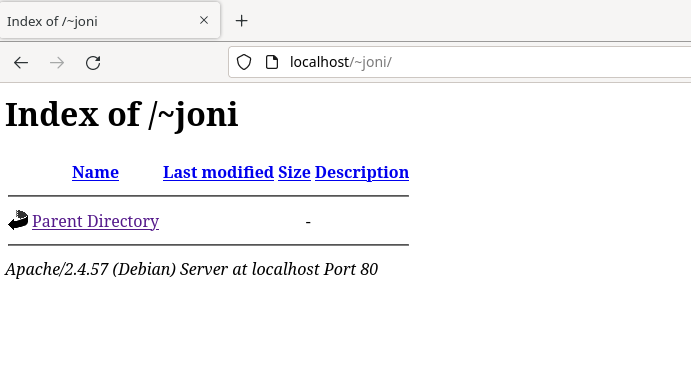 Index of /~joni
localhost/~joni/
Index of /~joni
Name Last modified Size Description
Parent Directory -
Apache/2.4.57 (Debian) Server at localhost Port 80